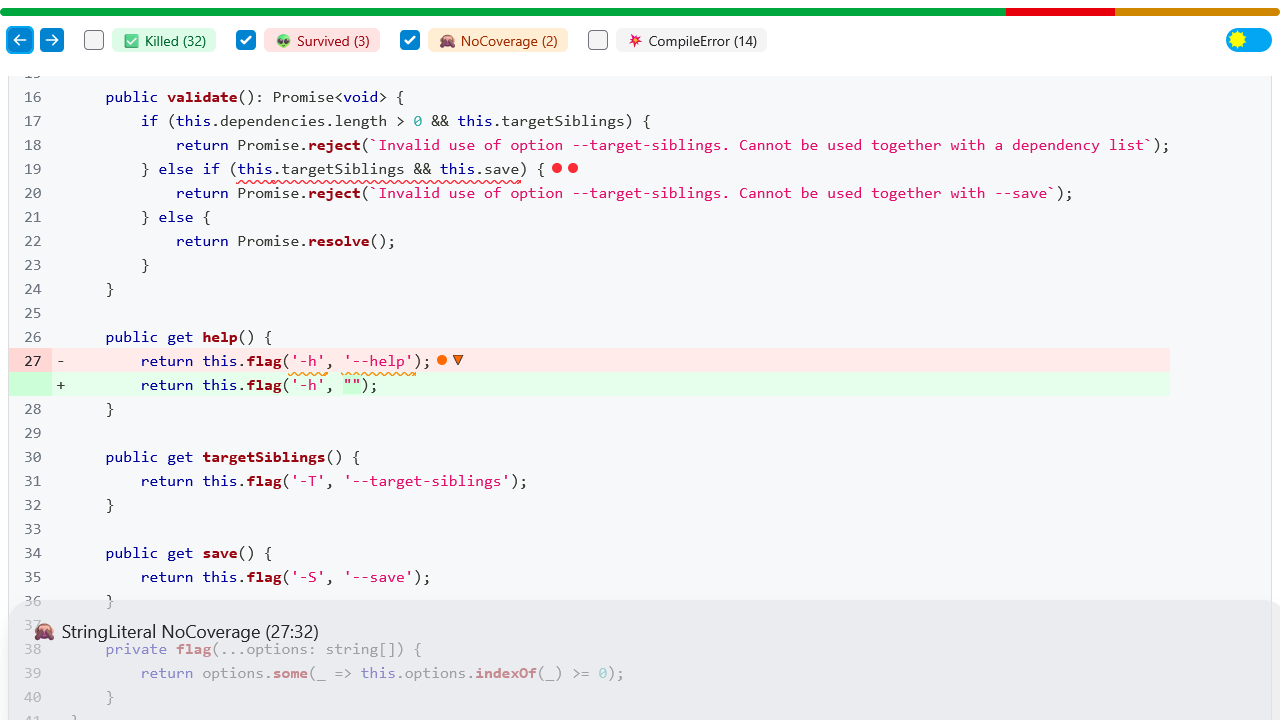 ✅ Killed (32) 👽 Survived (3) 🙈 NoCoverage (2) 💥 CompileError (14)
15
16     public validate(): Promise<void> {
17         if (this.dependencies.length > 0 && this.targetSiblings) {
18             return Promise.reject(`Invalid use of option --target-siblings. Cannot be used together with a dependency list`);
19         } else if (this.targetSiblings && this.save) {
20             return Promise.reject(`Invalid use of option --target-siblings. Cannot be used together with --save`);
21         } else {
22             return Promise.resolve();
23         }
24     }
25
26     public get help() {
27 -         return this.flag('-h', '--help');
+         return this.flag('-h', "");
28     }
29
30     public get targetSiblings() {
31         return this.flag('-T', '--target-siblings');
32     }
33
34     public get save() {
35         return this.flag('-S', '--save');
36     }
37
🙈 StringLiteral NoCoverage (27:32)
38     private flag(...options: string[]) {
39         return options.some(_ => this.options.indexOf(_) >= 0);
40     }
41 }